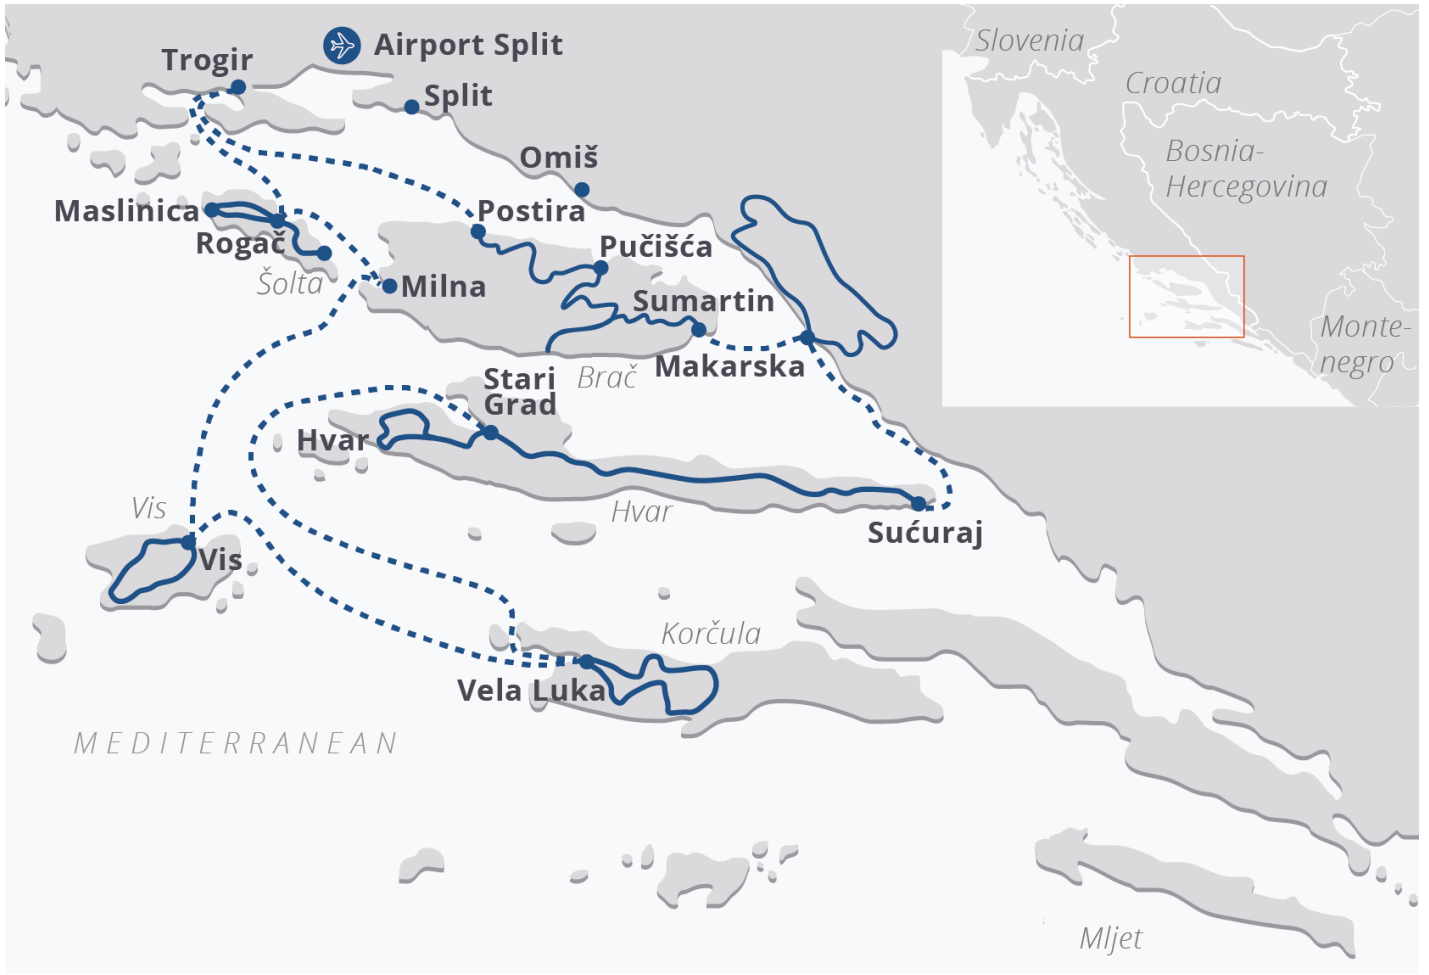 Airport Split
Trogir
Split
Omiš
Maslinica
Postira
Rogač
Pučišća
Šolta
Milna
Sumartin
Makarska
Brač
Stari
Grad
Hvar
Hvar
Sućuraj
Vis
Vis
Korčula
Vela Luka
MEDITERRANEAN
Mljet
Slovenia
Croatia
Bosnia-
Hercegovina
Monte-
negro